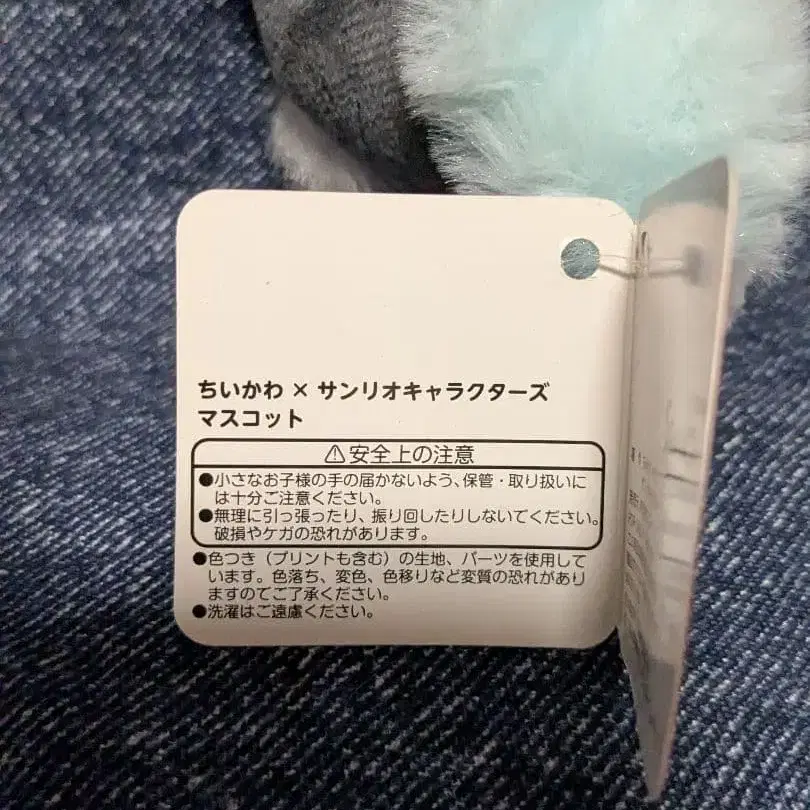 ちいかわ × サンリオキャラクターズ
マスコット
⚠安全上の注意
●小さなお子様の手の届かないよう、保管・取り扱いに
は十分ご注意ください。
●無理に引っ張ったり、振り回したりしないでください。
破損やケガの恐れがあります。
●色つき（プリントも含む）の生地、パーツを使用して
います。色落ち、変色、色移りなど変質の恐れがあり
ますのでご了承ください。
●洗濯はご遠慮ください。